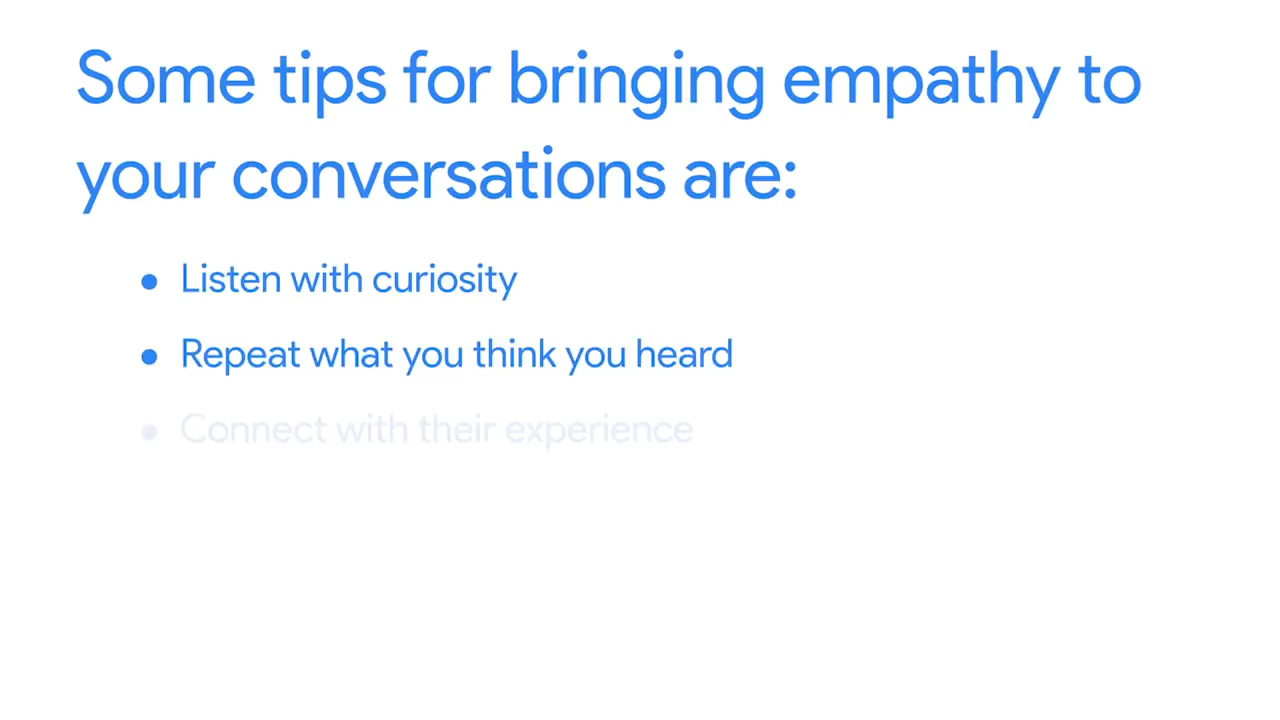 Some tips for bringing empathy to
your conversations are:
● Listen with curiosity
● Repeat what you think you heard
● Connect with their experience